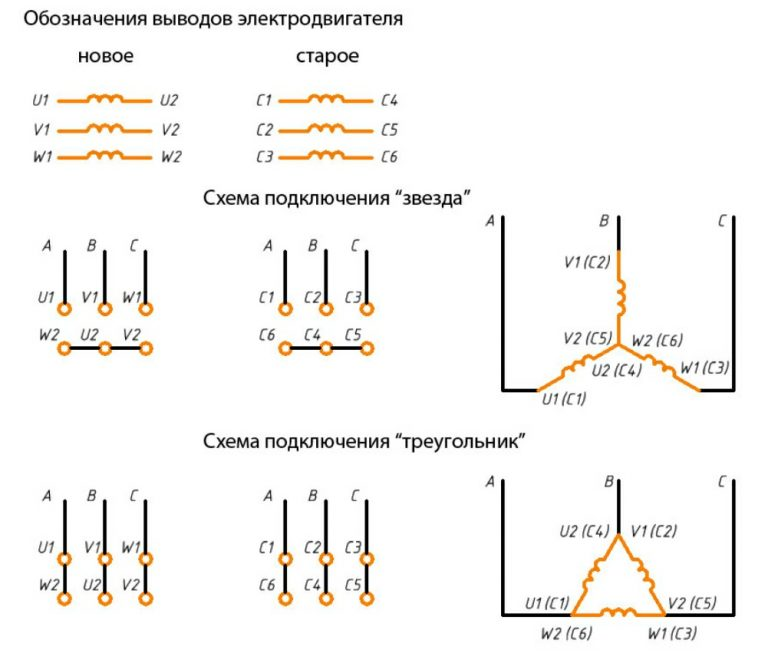 Обозначения выводов электродвигателя
новое старое
U1 U2 C1 C4
V1 V2 C2 C5
W1 W2 C3 C6
Схема подключения “звезда”
A B C A B C A B C
V1 (C2)
U1 V1 W1 C1 C2 C3
W2 U2 V2 C6 C4 C5 V2 (C5) W2 (C6)
U2 (C4) W1 (C3)
U1 (C1)
Схема подключения “треугольник”
A B C A B C A B C
U2 (C4) V1 (C2)
U1 V1 W1 C1 C2 C3
W2 U2 V2 C6 C4 C5
U1 (C1) V2 (C5)
W2 (C6) W1 (C3)